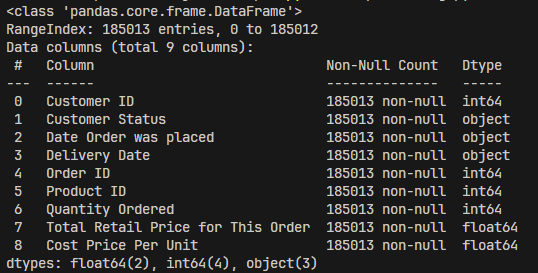 <class 'pandas.core.frame.DataFrame'>
RangeIndex: 185013 entries, 0 to 185012
Data columns (total 9 columns):
 #   Column                             Non-Null Count   Dtype
---  ------                             --------------   -----
 0   Customer ID                        185013 non-null  int64
 1   Customer Status                    185013 non-null  object
 2   Date Order was placed              185013 non-null  object
 3   Delivery Date                      185013 non-null  object
 4   Order ID                           185013 non-null  int64
 5   Product ID                         185013 non-null  int64
 6   Quantity Ordered                   185013 non-null  int64
 7   Total Retail Price for This Order  185013 non-null  float64
 8   Cost Price Per Unit                185013 non-null  float64
dtypes: float64(2), int64(4), object(3)